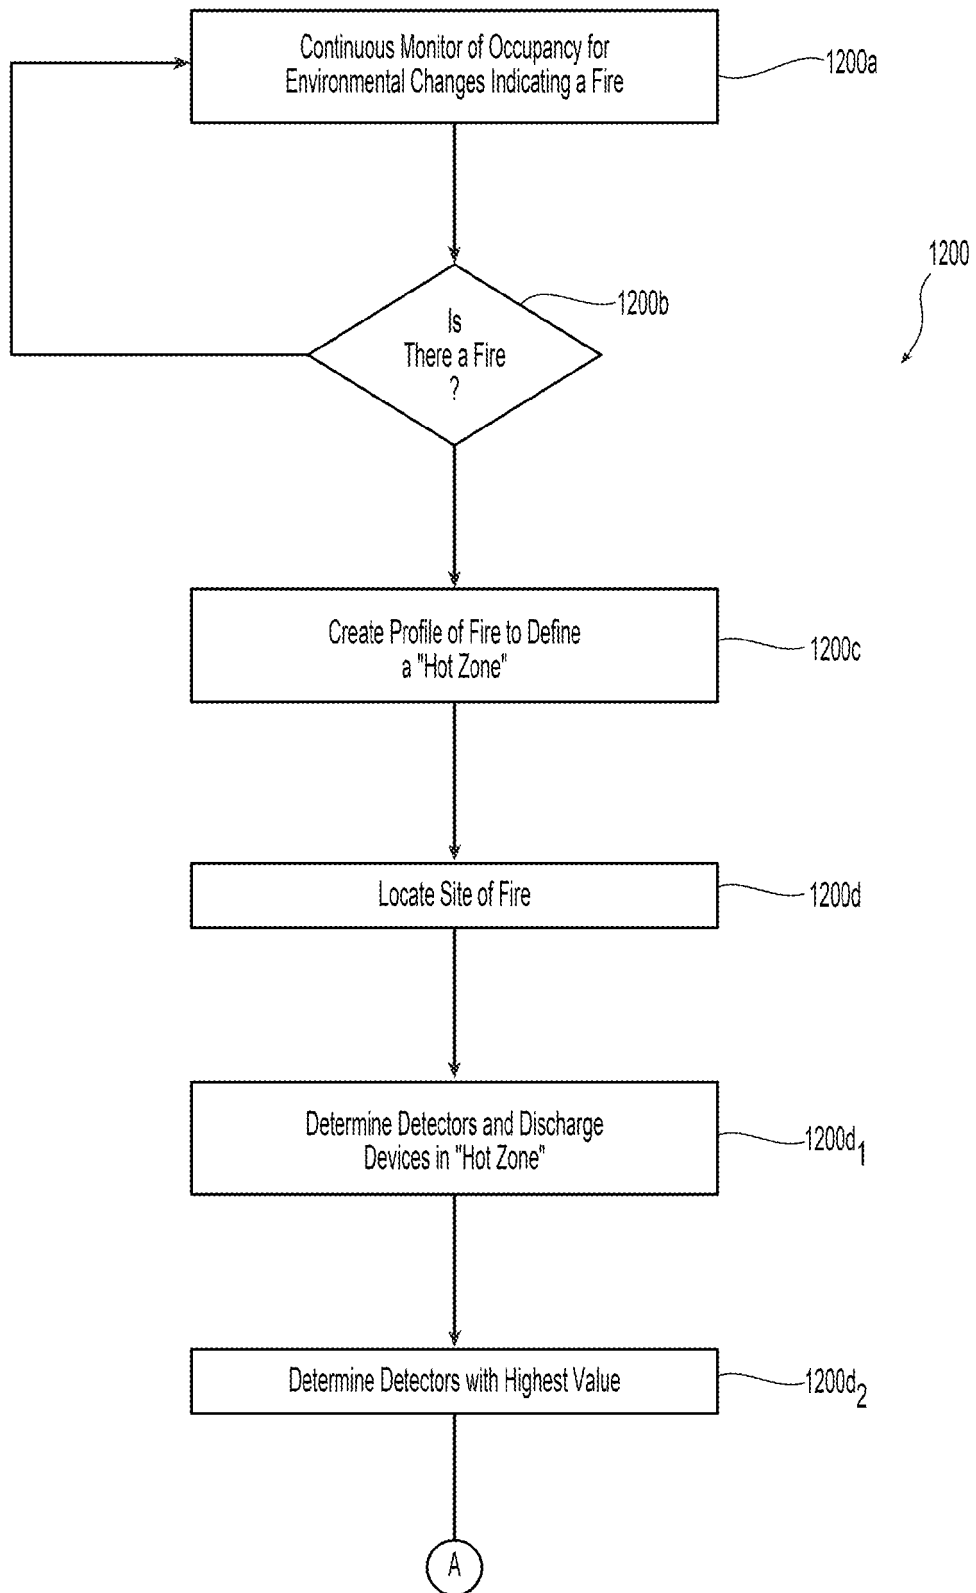 Continuous Monitor of Occupancy for
Environmental Changes Indicating a Fire
1200a
1200
1200b
Is
There a Fire
?
Create Profile of Fire to Define
a "Hot Zone"
1200c
Locate Site of Fire
1200d
Determine Detectors and Discharge
Devices in "Hot Zone"
1200d1
Determine Detectors with Highest Value
1200d2
A